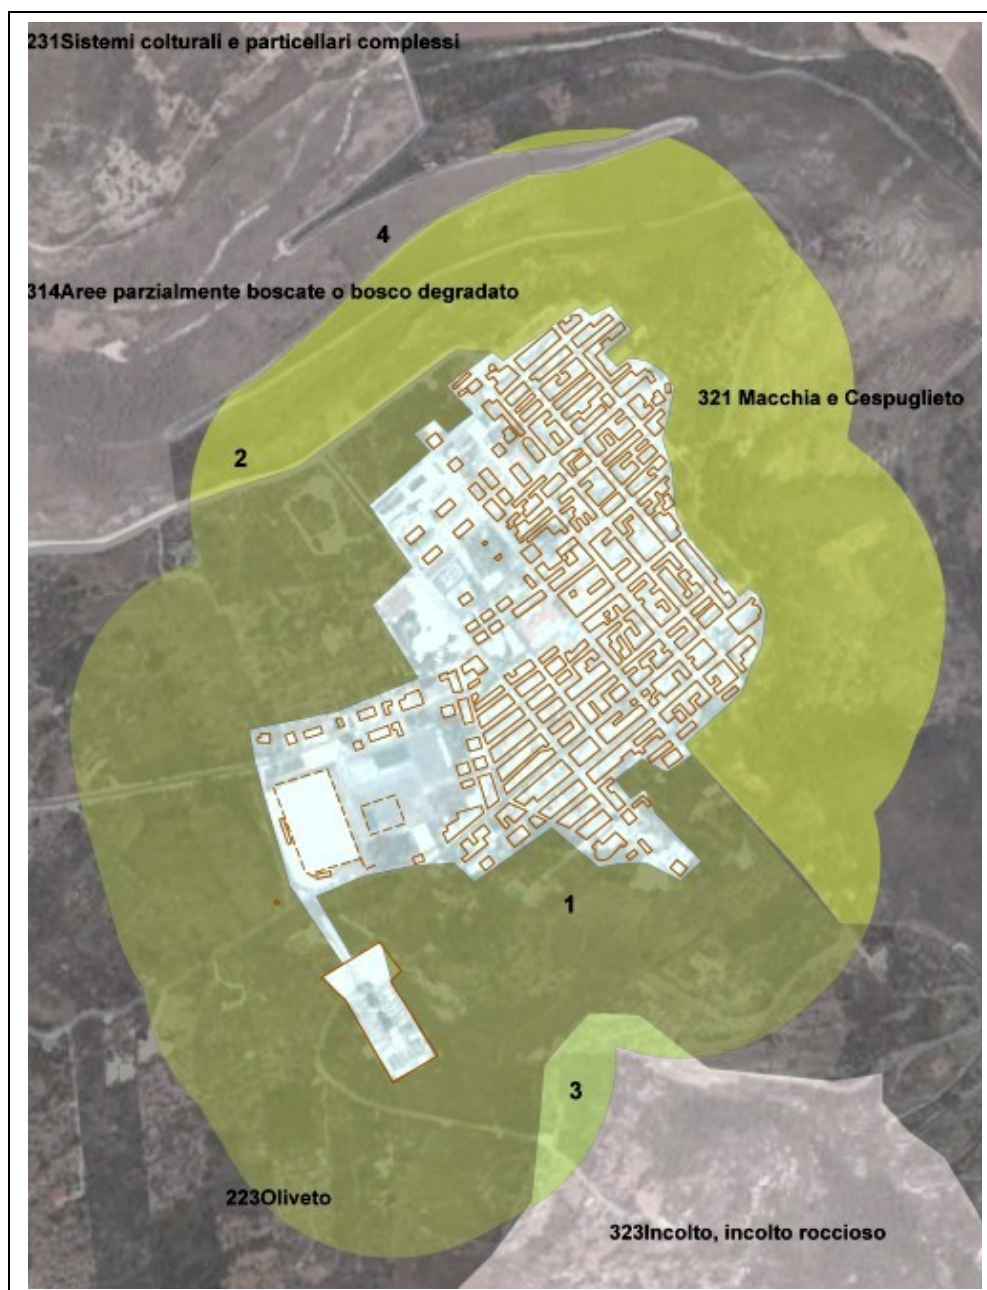 231Sistemi colturali e particellari complessi
4
314Aree parzialmente boscate o bosco degradato
321 Macchia e Cespuglieto
2
1
3
223Oliveto
323Incolto, incolto roccioso